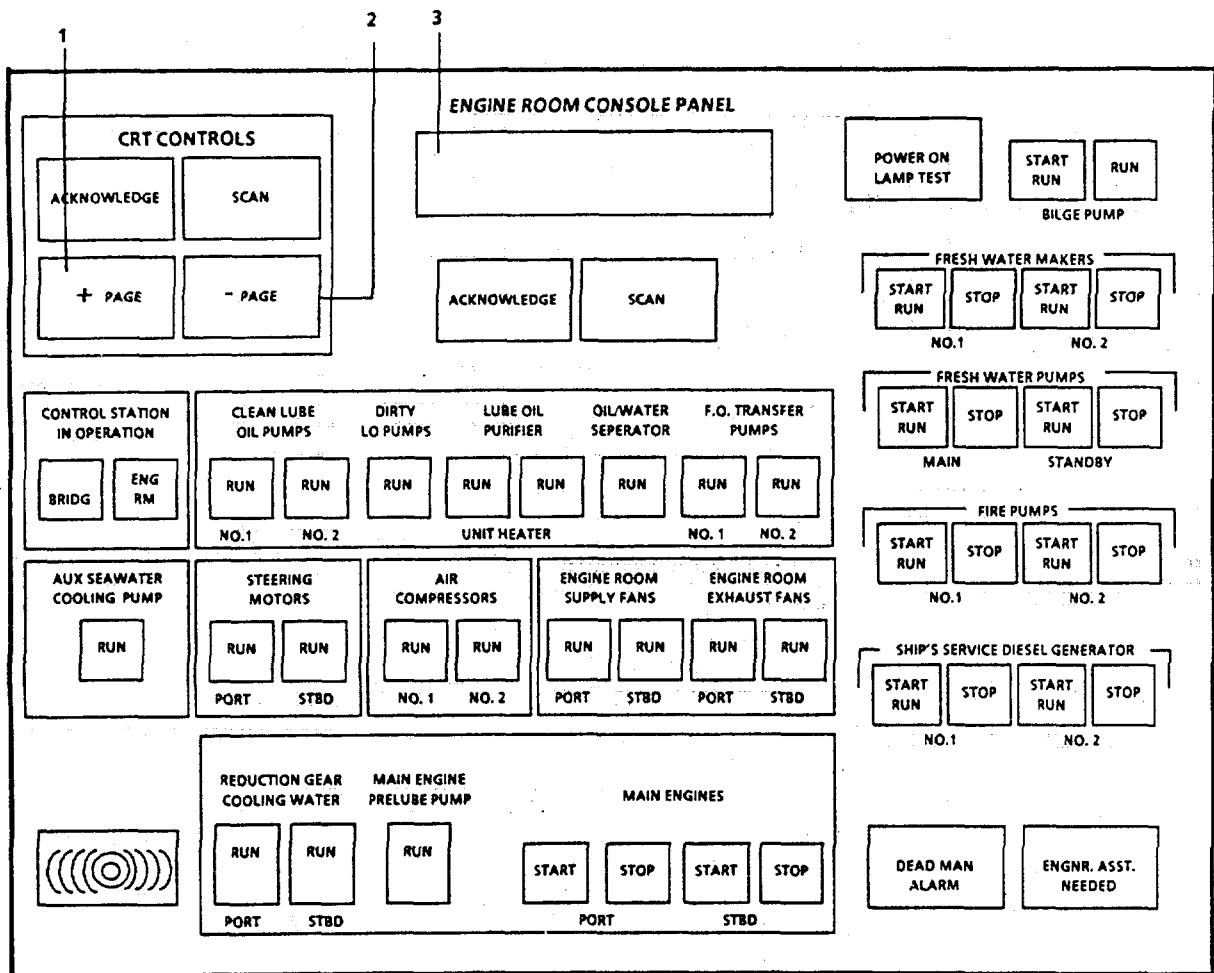 1
2
3
ENGINE ROOM CONSOLE PANEL
CRT CONTROLS
ACKNOWLEDGE
SCAN
+ PAGE
- PAGE
ACKNOWLEDGE
SCAN
POWER ON
LAMP TEST
START
RUN
RUN
BILGE PUMP
FRESH WATER MAKERS
START
RUN
STOP
START
RUN
STOP
NO.1
NO. 2
FRESH WATER PUMPS
START
RUN
STOP
START
RUN
STOP
MAIN
STANDBY
FIRE PUMPS
START
RUN
STOP
START
RUN
STOP
NO.1
NO. 2
SHIP'S SERVICE DIESEL GENERATOR
START
RUN
STOP
START
RUN
STOP
NO.1
NO. 2
CONTROL STATION
IN OPERATION
BRIDG
ENG
RM
CLEAN LUBE
OIL PUMPS
RUN
RUN
NO.1
NO. 2
DIRTY
LO PUMPS
RUN
LUBE OIL
PURIFIER
RUN
RUN
UNIT HEATER
OIL/WATER
SEPERATOR
RUN
F.O. TRANSFER
PUMPS
RUN
RUN
NO. 1
NO. 2
AUX SEAWATER
COOLING PUMP
RUN
STEERING
MOTORS
RUN
RUN
PORT
STBD
AIR
COMPRESSORS
RUN
RUN
NO. 1
NO. 2
ENGINE ROOM
SUPPLY FANS
RUN
RUN
PORT
STBD
ENGINE ROOM
EXHAUST FANS
RUN
RUN
PORT
STBD
REDUCTION GEAR
COOLING WATER
RUN
RUN
PORT
STBD
MAIN ENGINE
PRELUBE PUMP
RUN
MAIN ENGINES
START
STOP
START
STOP
PORT
STBD
DEAD MAN
ALARM
ENGNR. ASST.
NEEDED